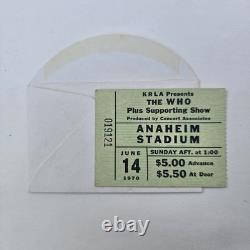 KRLA Presents
THE WHO
Plus Supporting Show
Produced by Concert Associates
ANAHEIM
STADIUM
JUNE
14
1970
SUNDAY AFT. at 1:00
$5.00 Advance
$5.50 At Door
019121